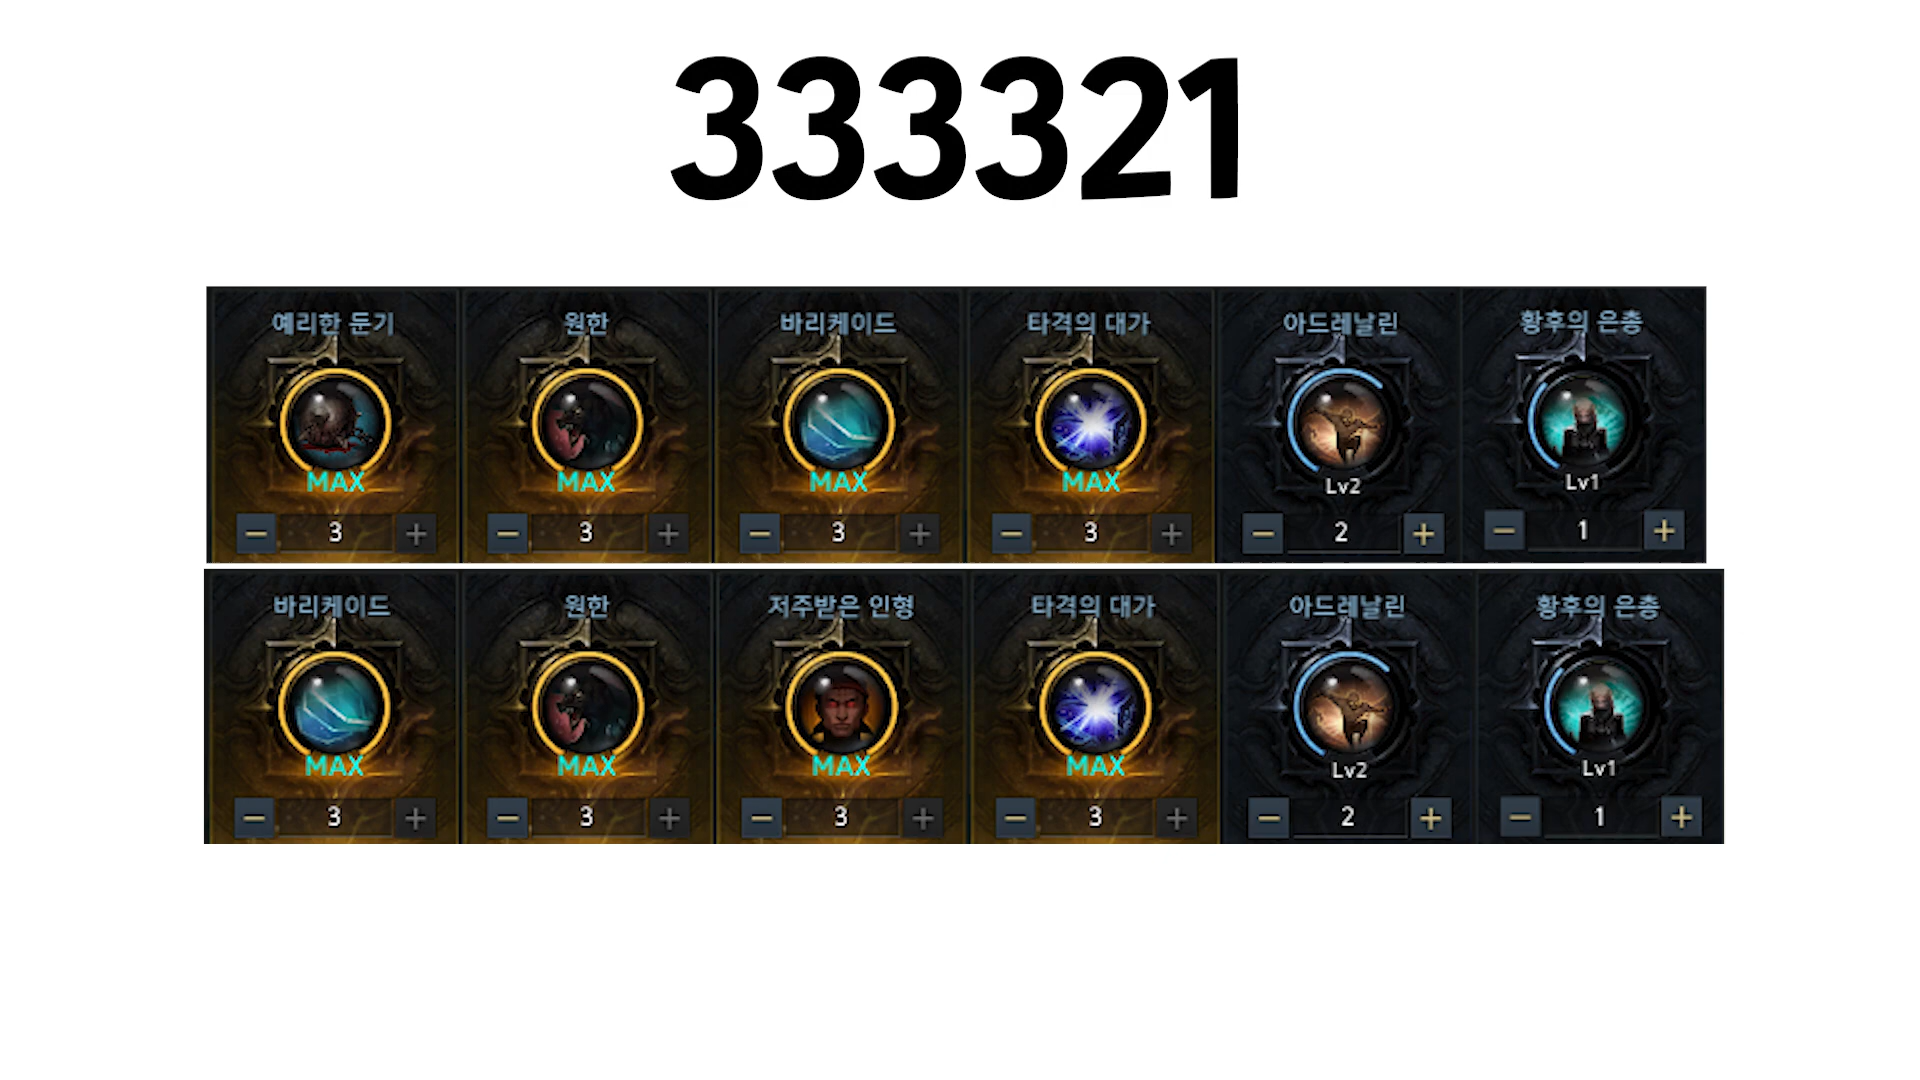 333321
예리한 둔기 원한 바리케이드 타격의 대가 아드레날린 황후의 은총
MAX MAX MAX MAX Lv2 Lv1
− 3 + − 3 + − 3 + − 3 + − 2 + − 1 +
바리케이드 원한 저주받은 인형 타격의 대가 아드레날린 황후의 은총
MAX MAX MAX MAX Lv2 Lv1
− 3 + − 3 + − 3 + − 3 + − 2 + − 1 +